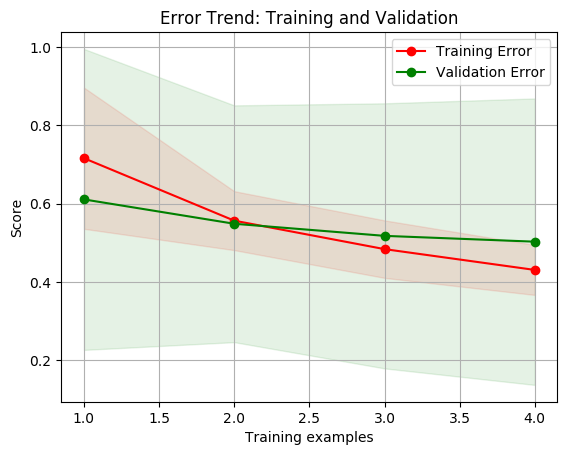 Error Trend: Training and Validation
Training Error
Validation Error
1.0
0.8
0.6
0.4
0.2
Score
1.0 1.5 2.0 2.5 3.0 3.5 4.0
Training examples